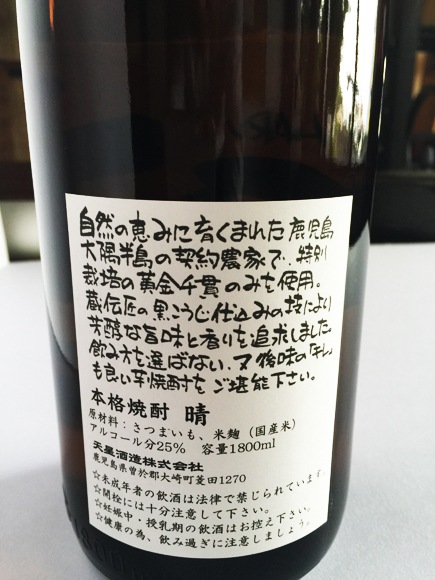 自然の恵みに育くまれた鹿児島
大隅半島の契約農家で、特別
栽培の黄金千貫のみを使用。
蔵伝匠の黒こうじ仕込みの技により
芳醇な旨味と香りを追求しました。
飲み方を選ばない、又後味の「キレ」
も良い芋焼酎をご堪能下さい。
本格焼酎 晴
原材料：さつまいも、米麹（国産米）
アルコール分25% 容量1800ml
天星酒造株式会社
鹿児島県曽於郡大崎町菱田1270
☆未成年者の飲酒は法律で禁じられています。
☆開栓には十分注意して下さい。
☆妊娠中・授乳期の飲酒はお控え下さい。
☆健康の為、飲み過ぎに注意しましょう。